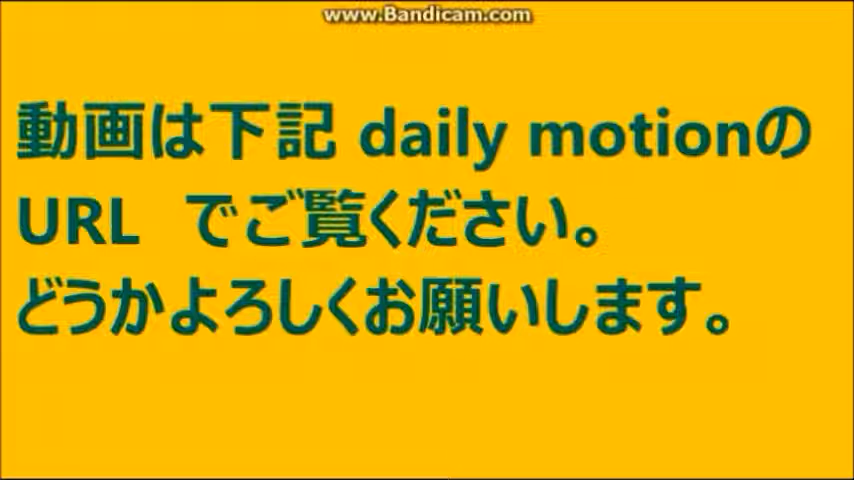 www.Bandicam.com
動画は下記 daily motionの
URL でご覧ください。
どうかよろしくお願いします。